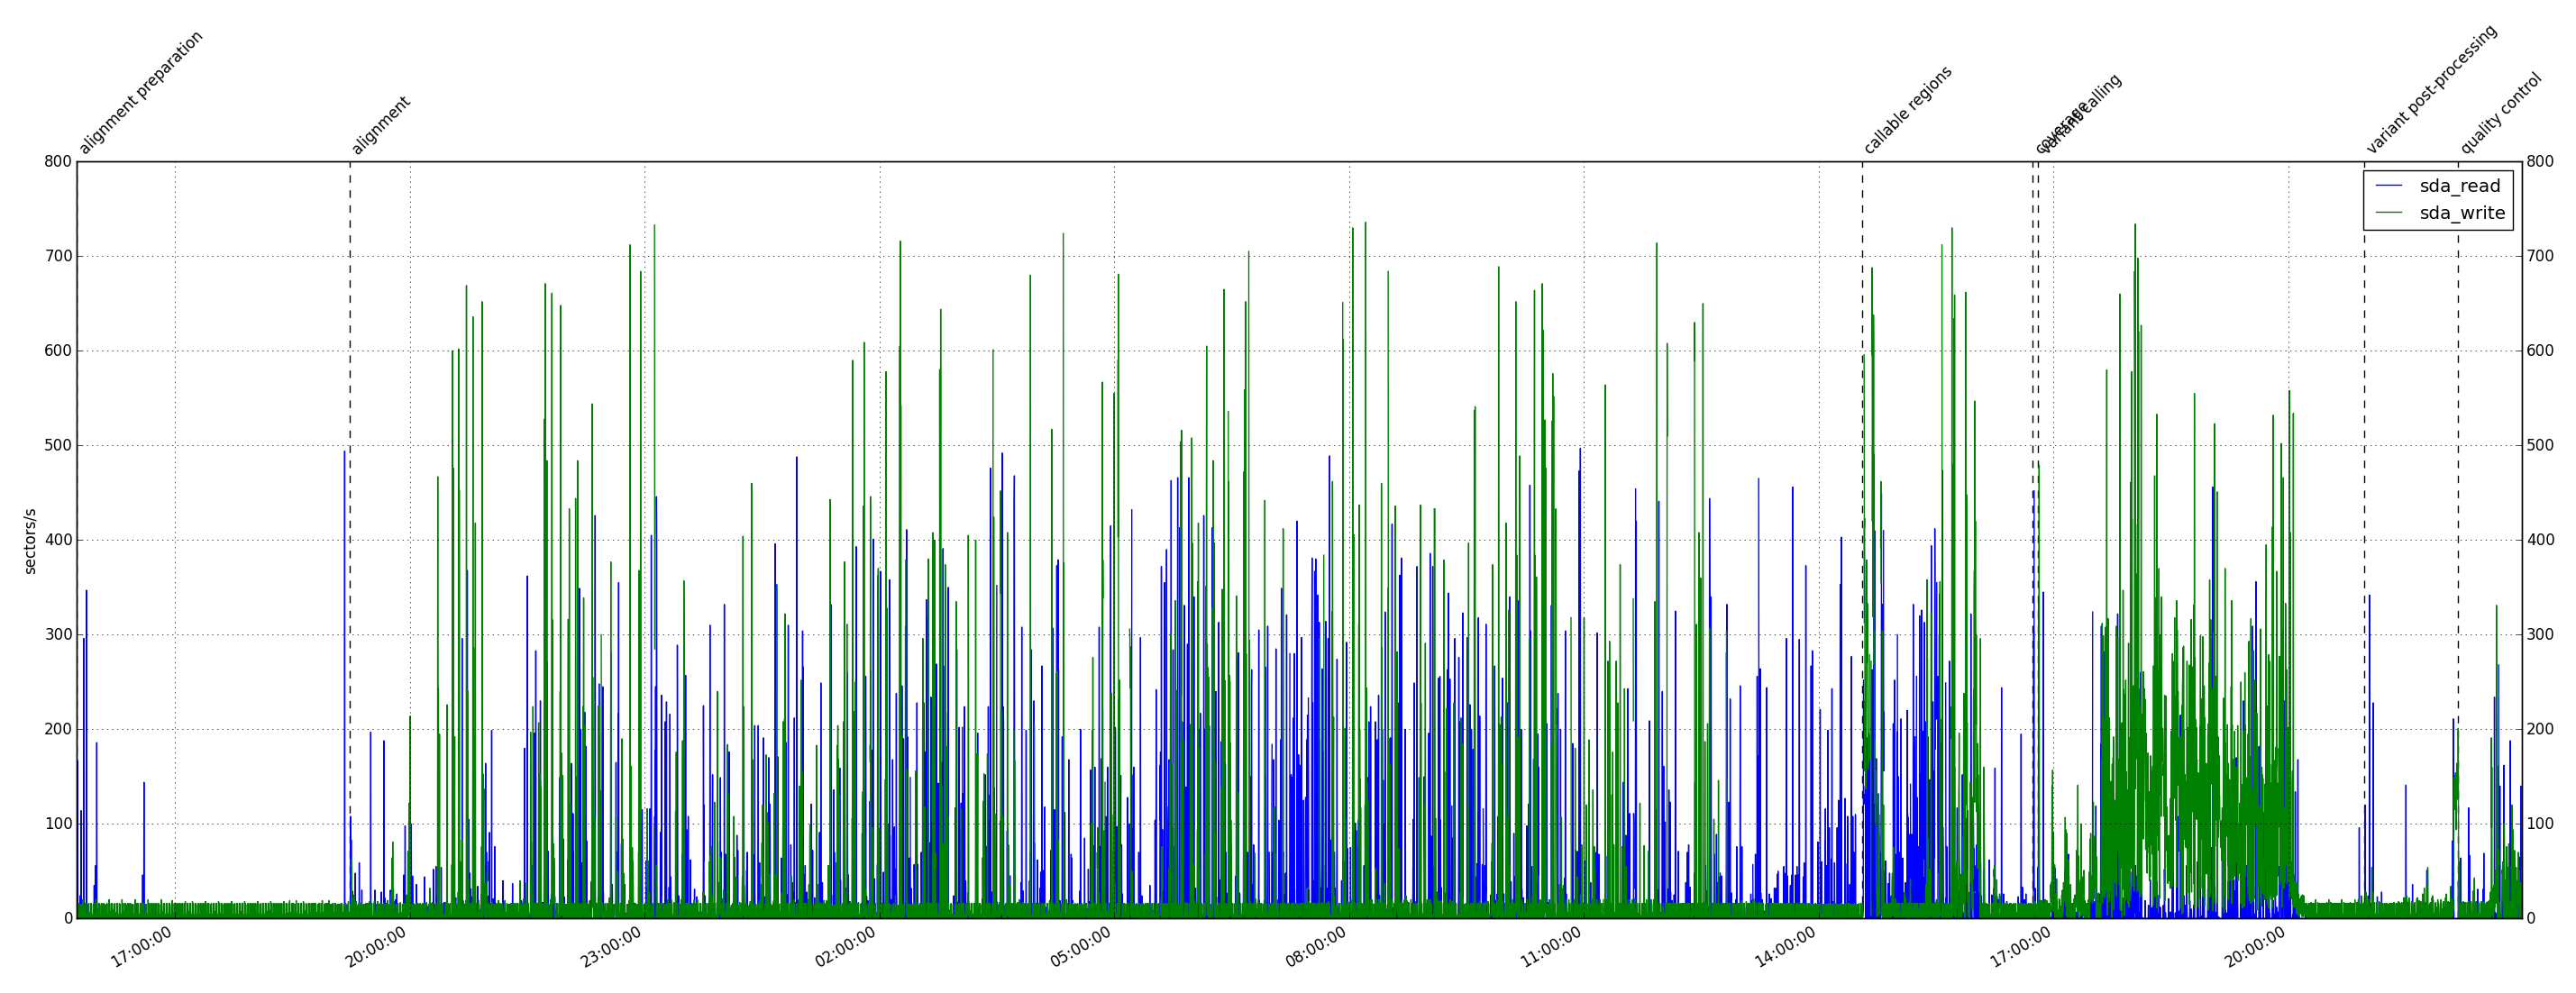 alignment preparation
alignment
callable regions
coverage
variant calling
variant post-processing
quality control
800
700
600
500
400
300
200
100
0
sectors/s
sda_read
sda_write
800
700
600
500
400
300
200
100
0
17:00:00
20:00:00
23:00:00
02:00:00
05:00:00
08:00:00
11:00:00
14:00:00
17:00:00
20:00:00